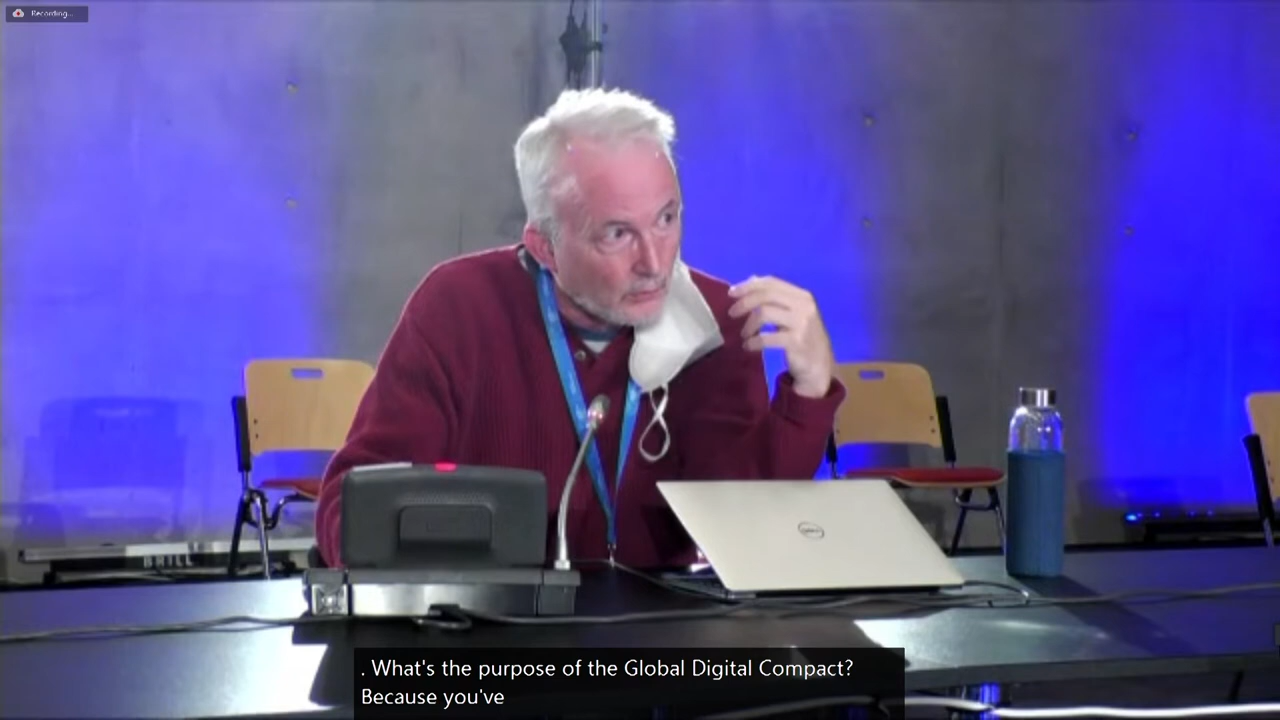 Recording...
. What's the purpose of the Global Digital Compact?
Because you've
DELL